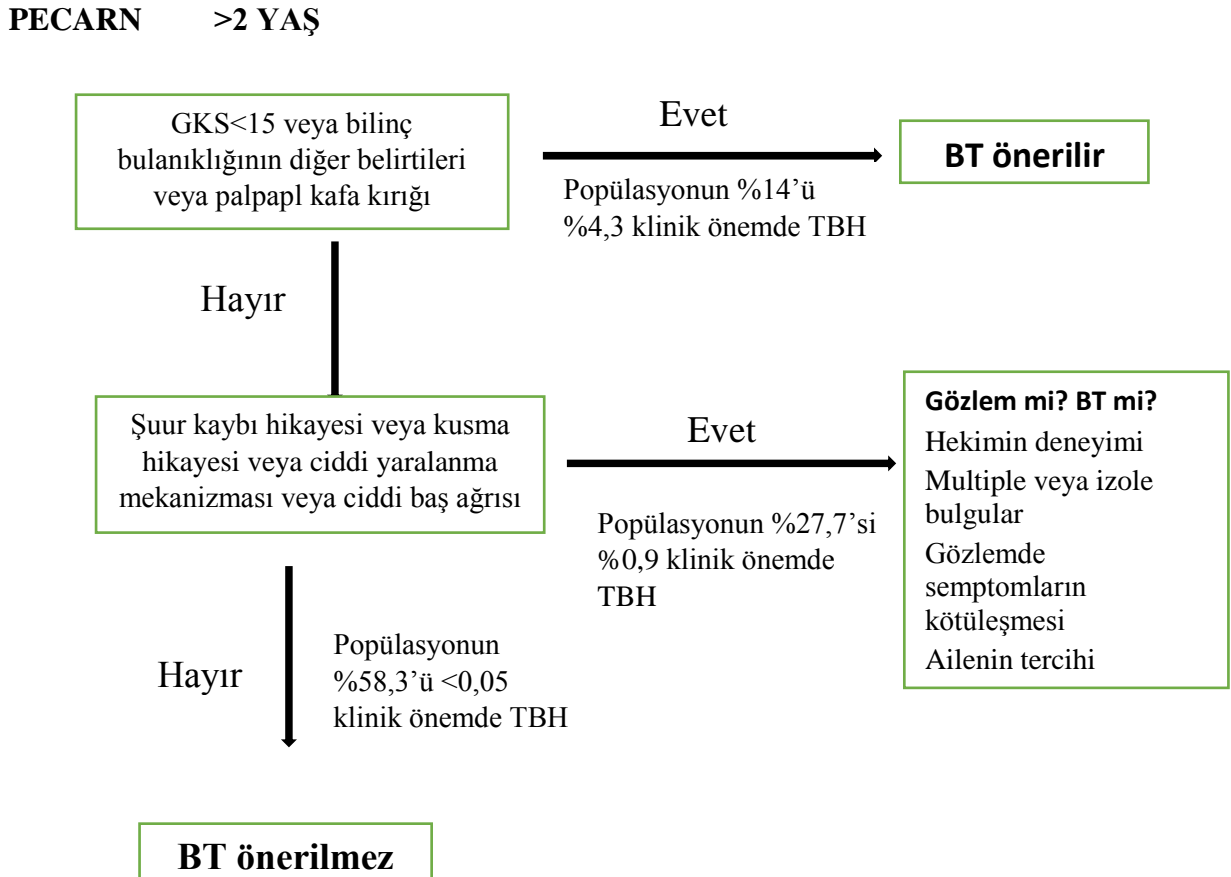 PECARN >2 YAŞ
GKS<15 veya bilinç
bulanıklığının diğer belirtileri
veya palpapl kafa kırığı
Evet
Popülasyonun %14’ü
%4,3 klinik önemde TBH
BT önerilir
Hayır
Şuur kaybı hikayesi veya kusma
hikayesi veya ciddi yaralanma
mekanizması veya ciddi baş ağrısı
Evet
Popülasyonun %27,7’si
%0,9 klinik önemde
TBH
Gözlem mi? BT mi?
Hekimin deneyimi
Multiple veya izole
bulgular
Gözlemde
semptomların
kötüleşmesi
Ailenin tercihi
Hayır
Popülasyonun
%58,3’ü <0,05
klinik önemde TBH
BT önerilmez